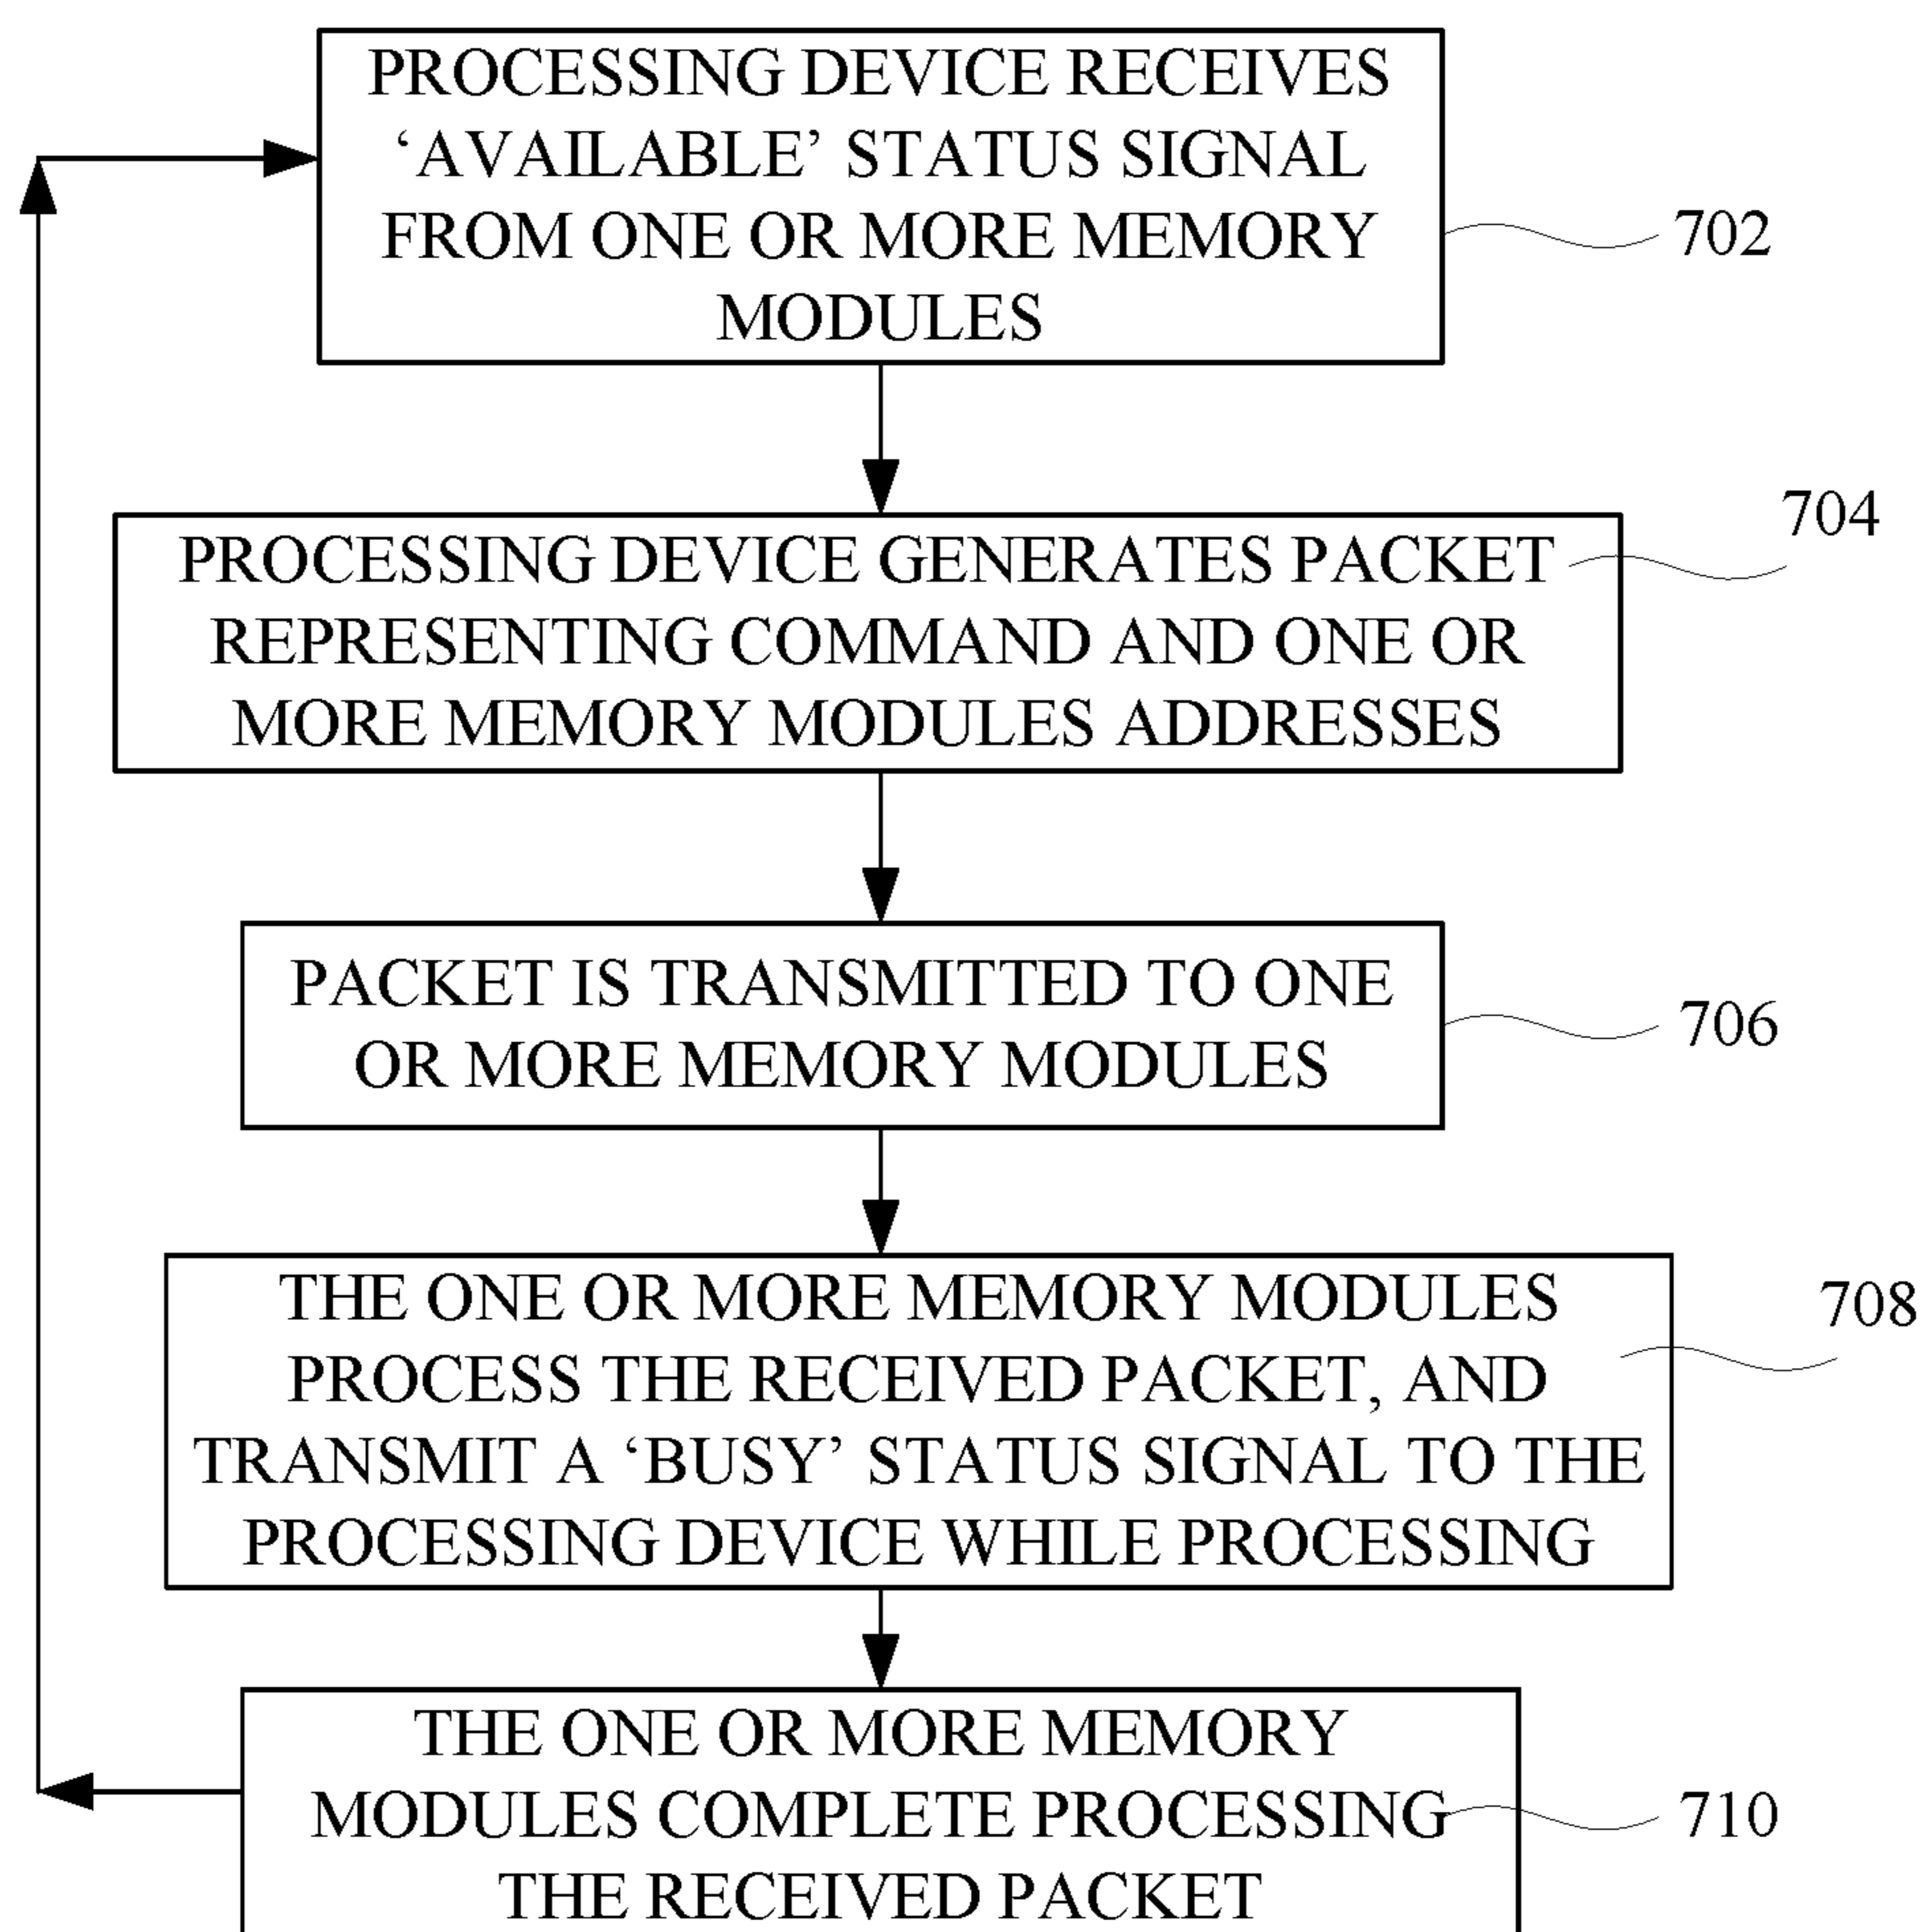 PROCESSING DEVICE RECEIVES
‘AVAILABLE’ STATUS SIGNAL
FROM ONE OR MORE MEMORY
MODULES
702
704
PROCESSING DEVICE GENERATES PACKET
REPRESENTING COMMAND AND ONE OR
MORE MEMORY MODULES ADDRESSES
PACKET IS TRANSMITTED TO ONE
OR MORE MEMORY MODULES
706
THE ONE OR MORE MEMORY MODULES
PROCESS THE RECEIVED PACKET, AND
TRANSMIT A ‘BUSY’ STATUS SIGNAL TO THE
PROCESSING DEVICE WHILE PROCESSING
708
THE ONE OR MORE MEMORY
MODULES COMPLETE PROCESSING
THE RECEIVED PACKET
710